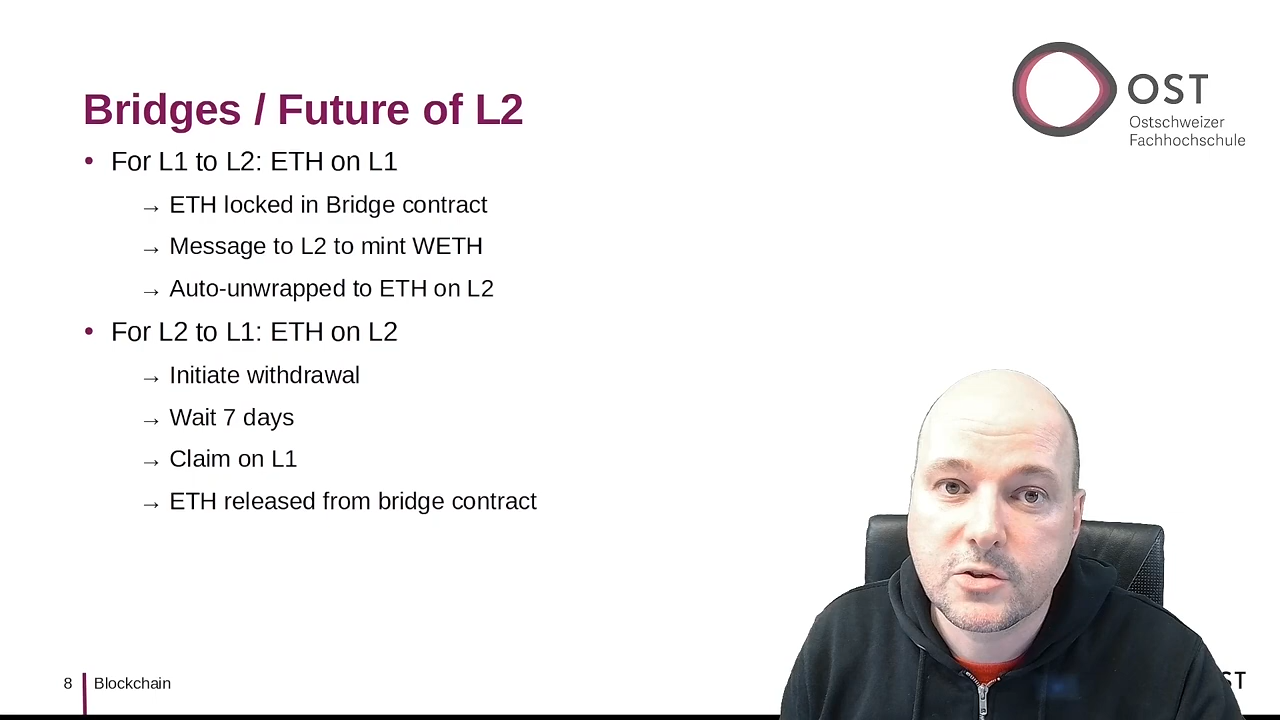 OST
Ostschweizer
Fachhochschule
Bridges / Future of L2
• For L1 to L2: ETH on L1
→ ETH locked in Bridge contract
→ Message to L2 to mint WETH
→ Auto-unwrapped to ETH on L2
• For L2 to L1: ETH on L2
→ Initiate withdrawal
→ Wait 7 days
→ Claim on L1
→ ETH released from bridge contract
8 Blockchain
ST